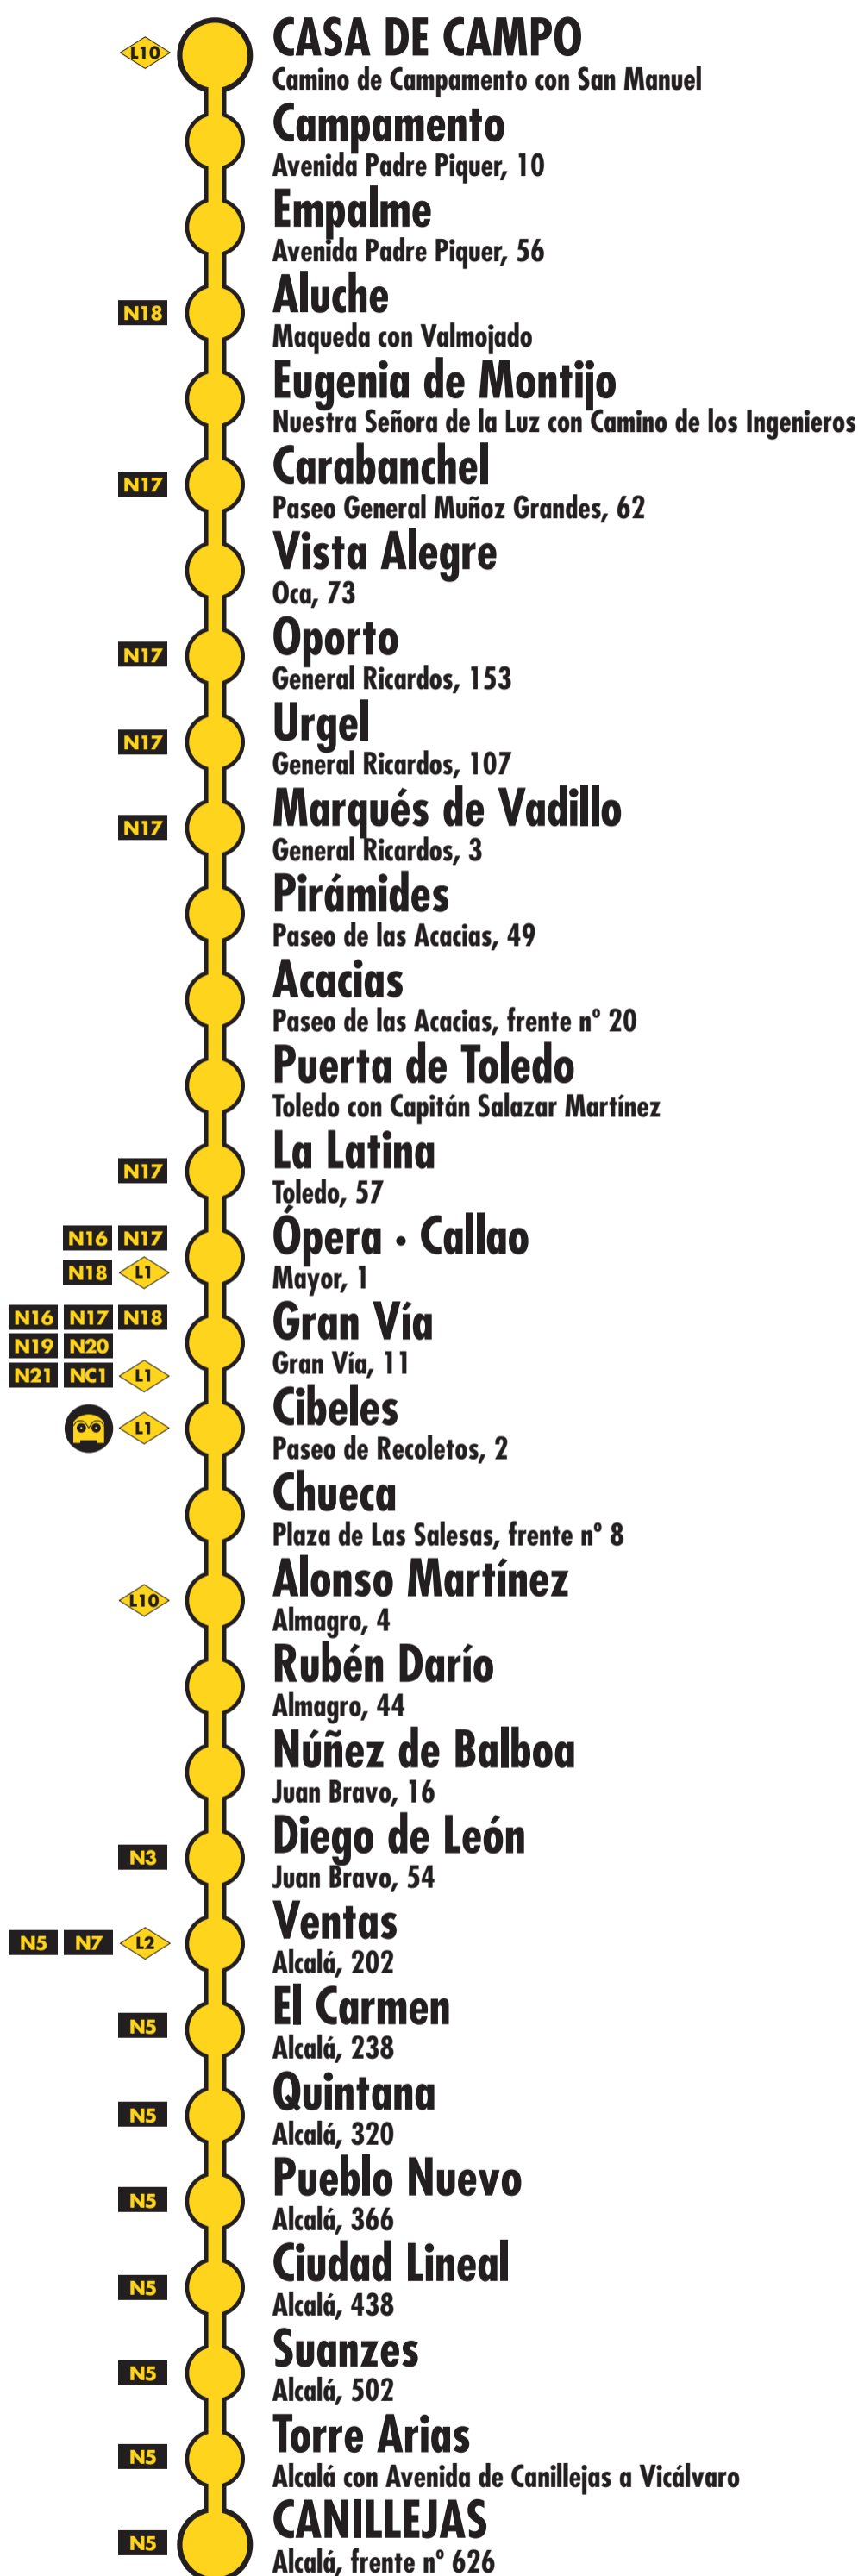 L10
CASA DE CAMPO
Camino de Campamento con San Manuel
Campamento
Avenida Padre Piquer, 10
Empalme
Avenida Padre Piquer, 56
N18
Aluche
Maqueda con Valmojado
Eugenia de Montijo
Nuestra Señora de la Luz con Camino de los Ingenieros
N17
Carabanchel
Paseo General Muñoz Grandes, 62
Vista Alegre
Oca, 73
N17
Oporto
General Ricardos, 153
N17
Urgel
General Ricardos, 107
N17
Marqués de Vadillo
General Ricardos, 3
Pirámides
Paseo de las Acacias, 49
Acacias
Paseo de las Acacias, frente nº 20
Puerta de Toledo
Toledo con Capitán Salazar Martínez
N17
La Latina
Toledo, 57
N16 N17
N18 L1
Ópera · Callao
Mayor, 1
N16 N17 N18
N19 N20
N21 NC1 L1
Gran Vía
Gran Vía, 11
L1
Cibeles
Paseo de Recoletos, 2
Chueca
Plaza de Las Salesas, frente nº 8
L10
Alonso Martínez
Almagro, 4
Rubén Darío
Almagro, 44
Núñez de Balboa
Juan Bravo, 16
N3
Diego de León
Juan Bravo, 54
N5 N7 L2
Ventas
Alcalá, 202
N5
El Carmen
Alcalá, 238
N5
Quintana
Alcalá, 320
N5
Pueblo Nuevo
Alcalá, 366
N5
Ciudad Lineal
Alcalá, 438
N5
Suanzes
Alcalá, 502
N5
Torre Arias
Alcalá con Avenida de Canillejas a Vicálvaro
N5
CANILLEJAS
Alcalá, frente nº 626